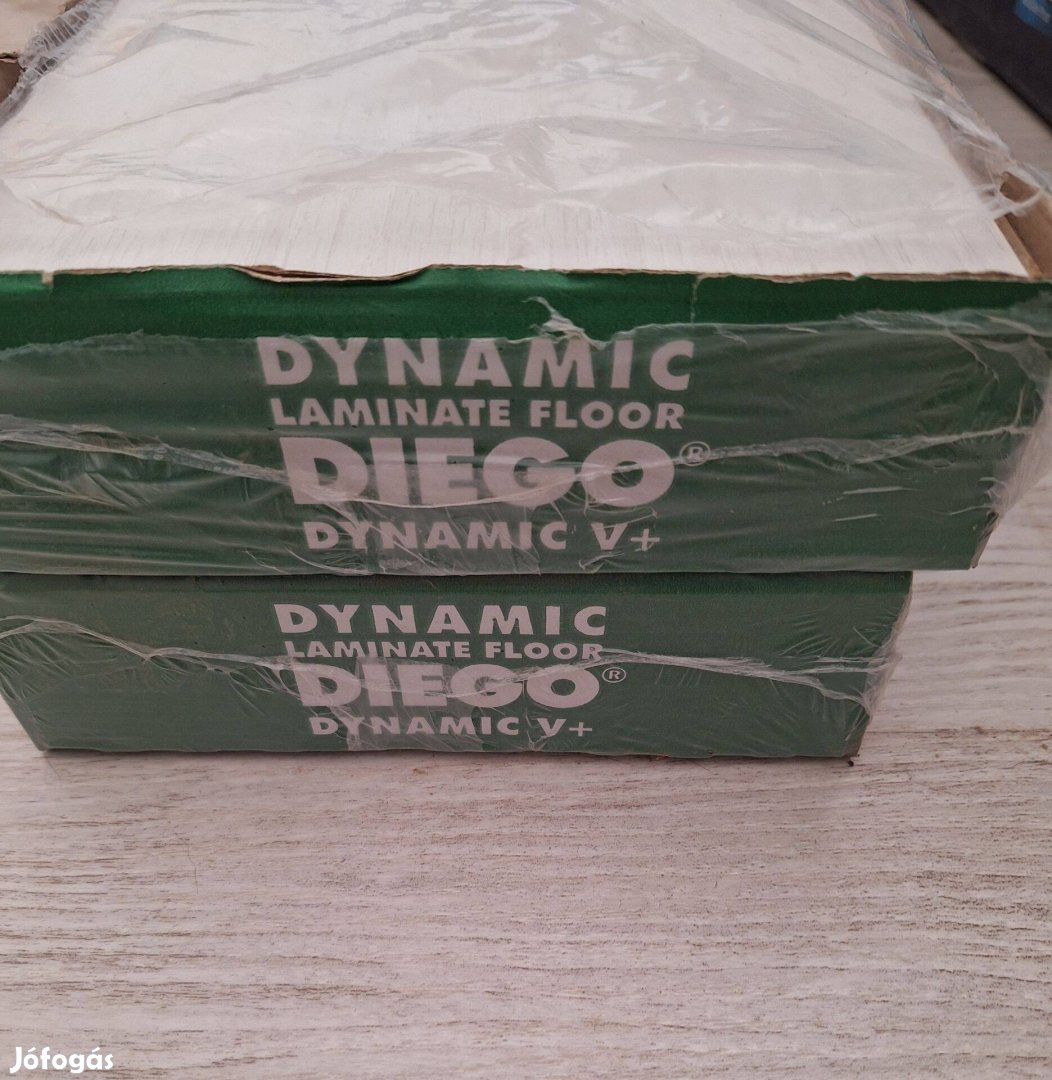 DYNAMIC
LAMINATE FLOOR
DIEGO®
DYNAMIC V+
DYNAMIC
LAMINATE FLOOR
DIEGO®
DYNAMIC V+
Jófogás